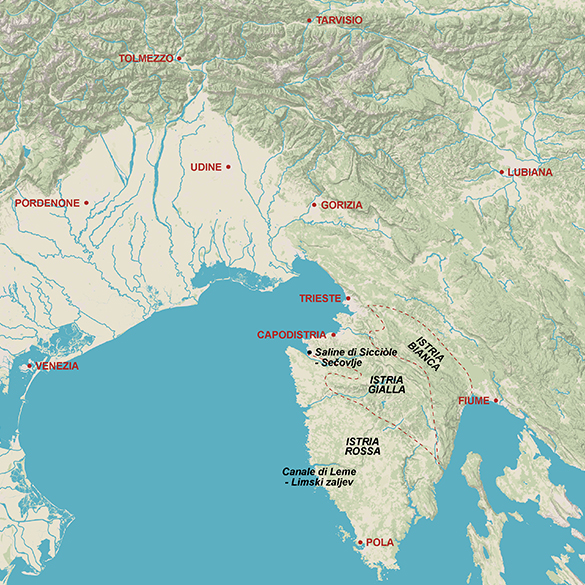 TARVISIO
TOLMEZZO
UDINE
LUBIANA
PORDENONE
GORIZIA
TRIESTE
CAPODISTRIA
ISTRIA
BIANCA
Saline di Sicciòle
- Sečovlje
VENEZIA
ISTRIA
GIALLA
FIUME
ISTRIA
ROSSA
Canale di Leme
- Limski zaljev
POLA